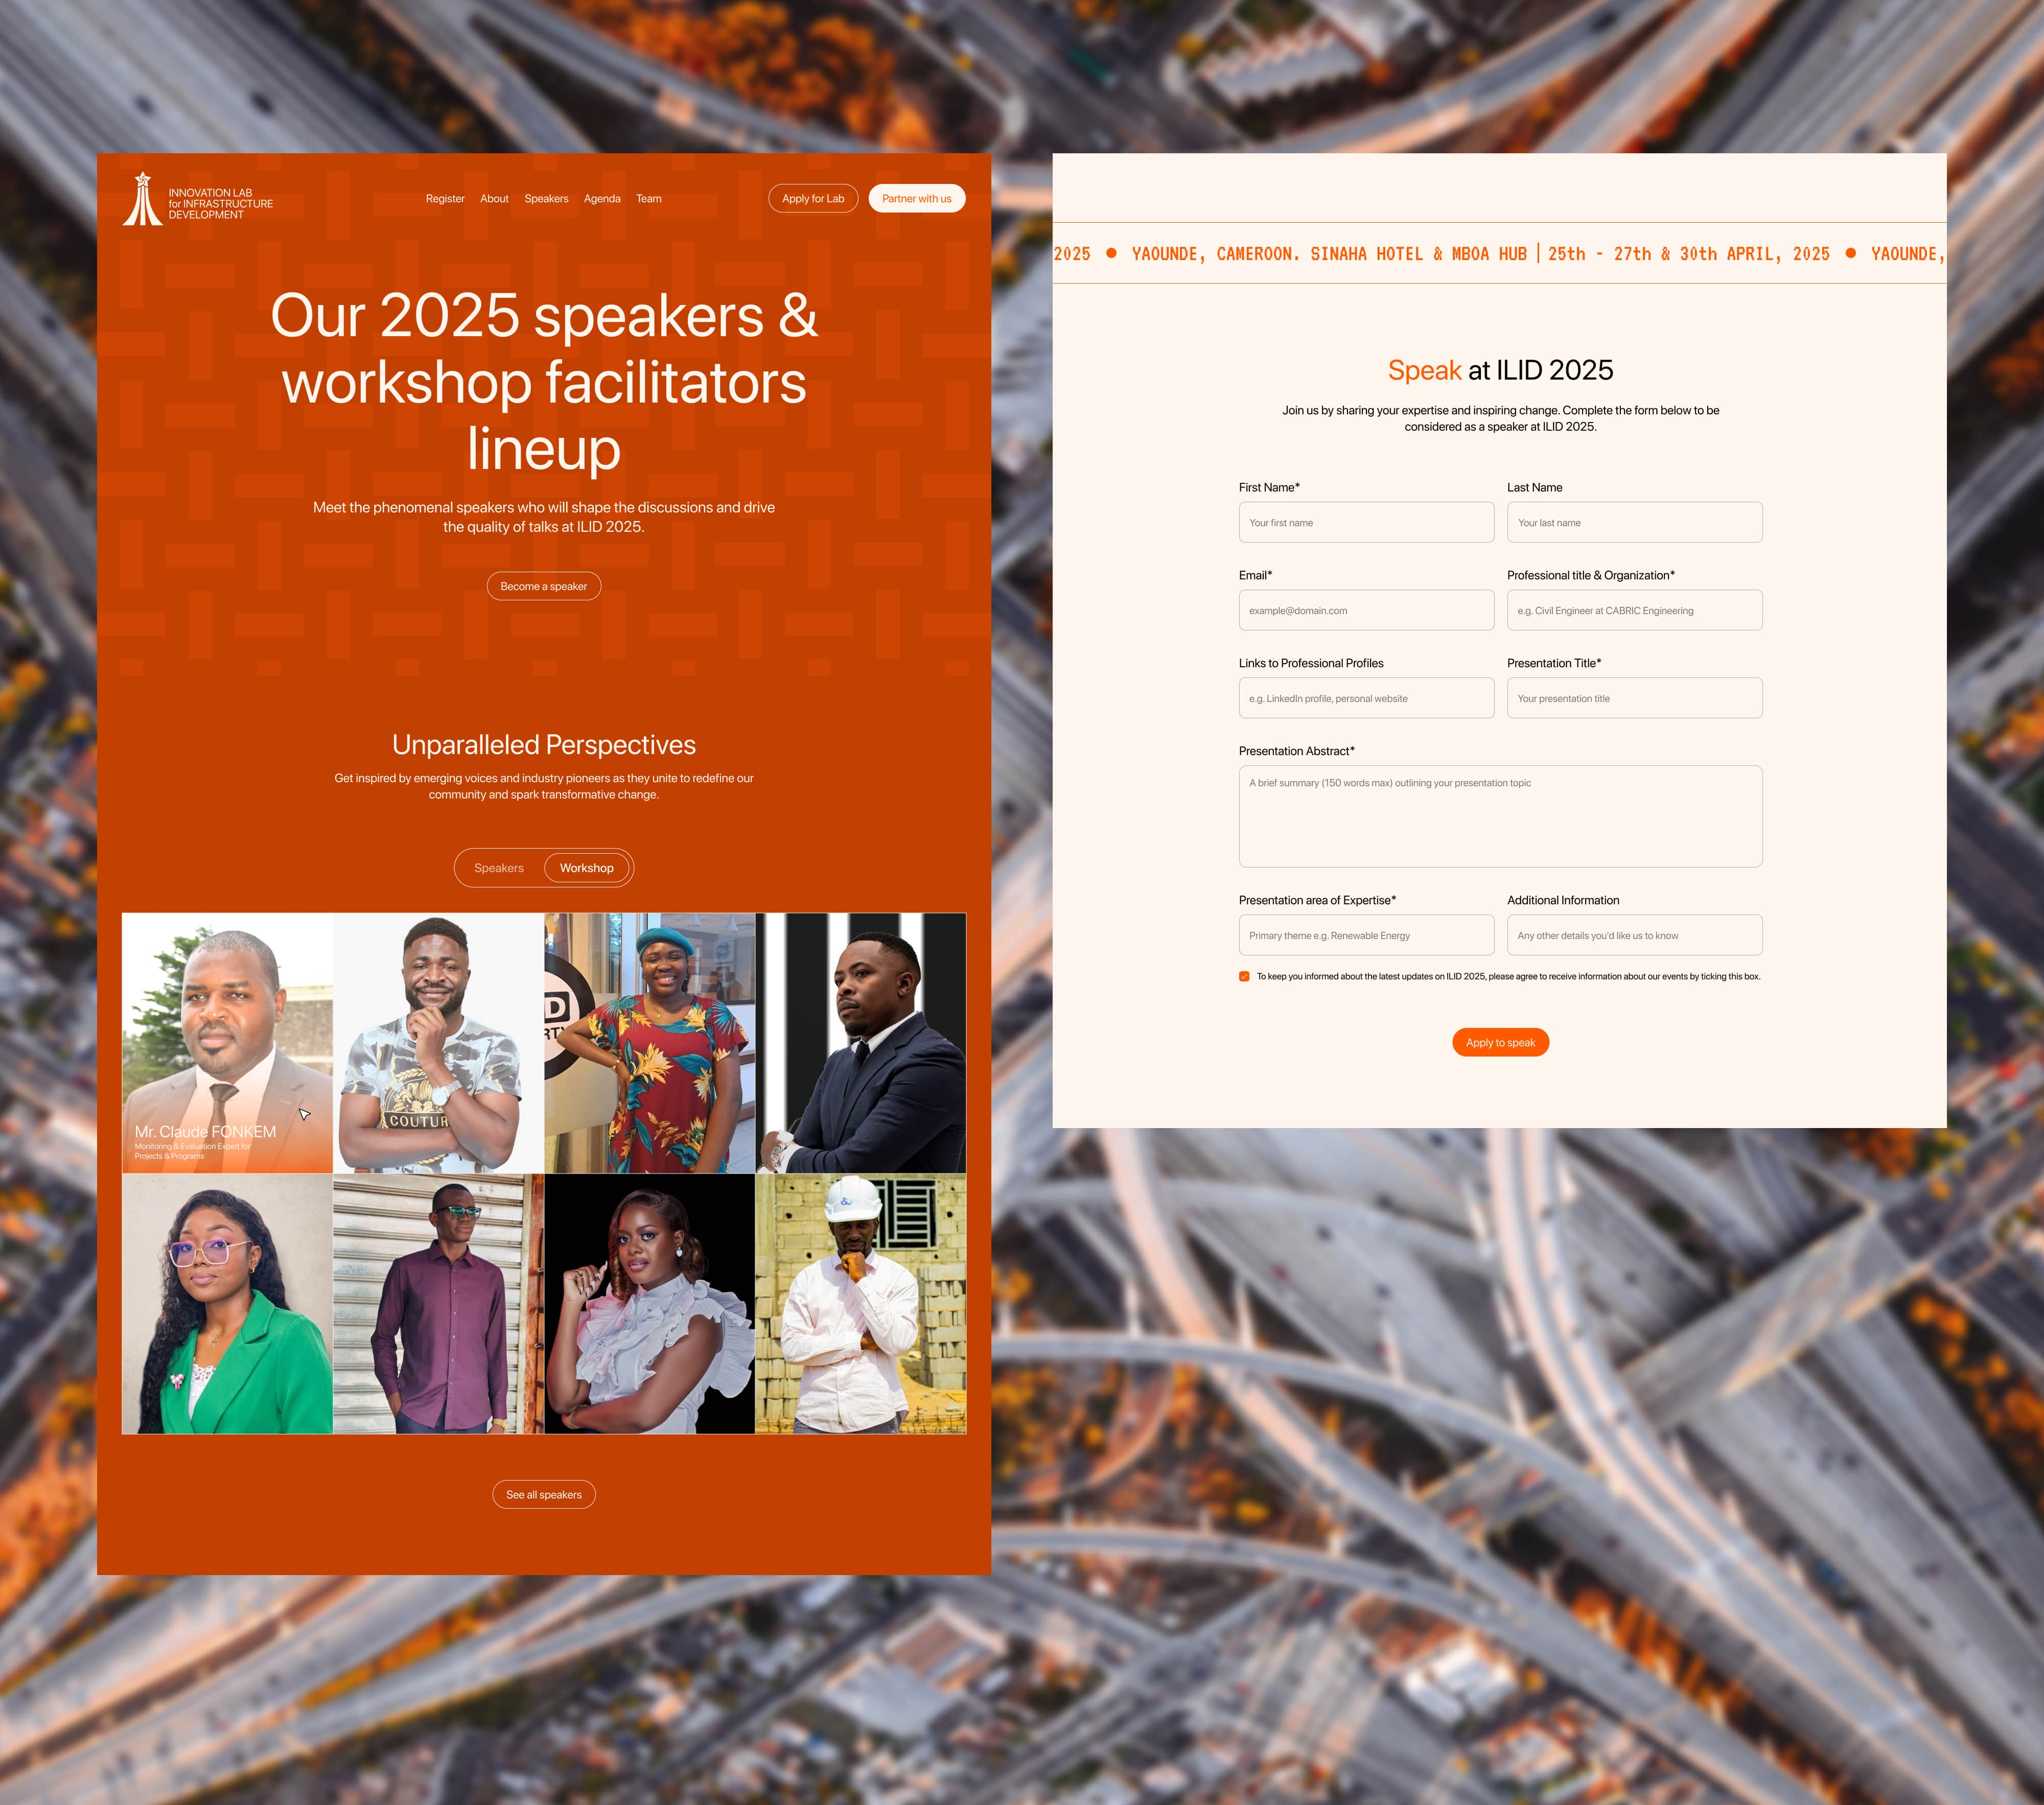 INNOVATION LAB
for INFRASTRUCTURE
DEVELOPMENT
Register About Speakers Agenda Team
Apply for Lab
Partner with us
Our 2025 speakers &
workshop facilitators
lineup
Meet the phenomenal speakers who will shape the discussions and drive
the quality of talks at ILID 2025.
Become a speaker
Unparalleled Perspectives
Get inspired by emerging voices and industry pioneers as they unite to redefine our
community and spark transformative change.
Speakers Workshop
COUTUR
D
RTY
Mr. Claude FONKEM
Monitoring & Evaluation Expert for
Projects & Programs
See all speakers
2025 ● YAOUNDE, CAMEROON. SINAHA HOTEL & MBOA HUB | 25th - 27th & 30th APRIL, 2025 ● YAOUNDE,
Speak at ILID 2025
Join us by sharing your expertise and inspiring change. Complete the form below to be
considered as a speaker at ILID 2025.
First Name* Last Name
Your first name Your last name
Email* Professional title & Organization*
example@domain.com e.g. Civil Engineer at CABRIC Engineering
Links to Professional Profiles Presentation Title*
e.g. LinkedIn profile, personal website Your presentation title
Presentation Abstract*
A brief summary (150 words max) outlining your presentation topic
Presentation area of Expertise* Additional Information
Primary theme e.g. Renewable Energy Any other details you'd like us to know
To keep you informed about the latest updates on ILID 2025, please agree to receive information about our events by ticking this box.
Apply to speak